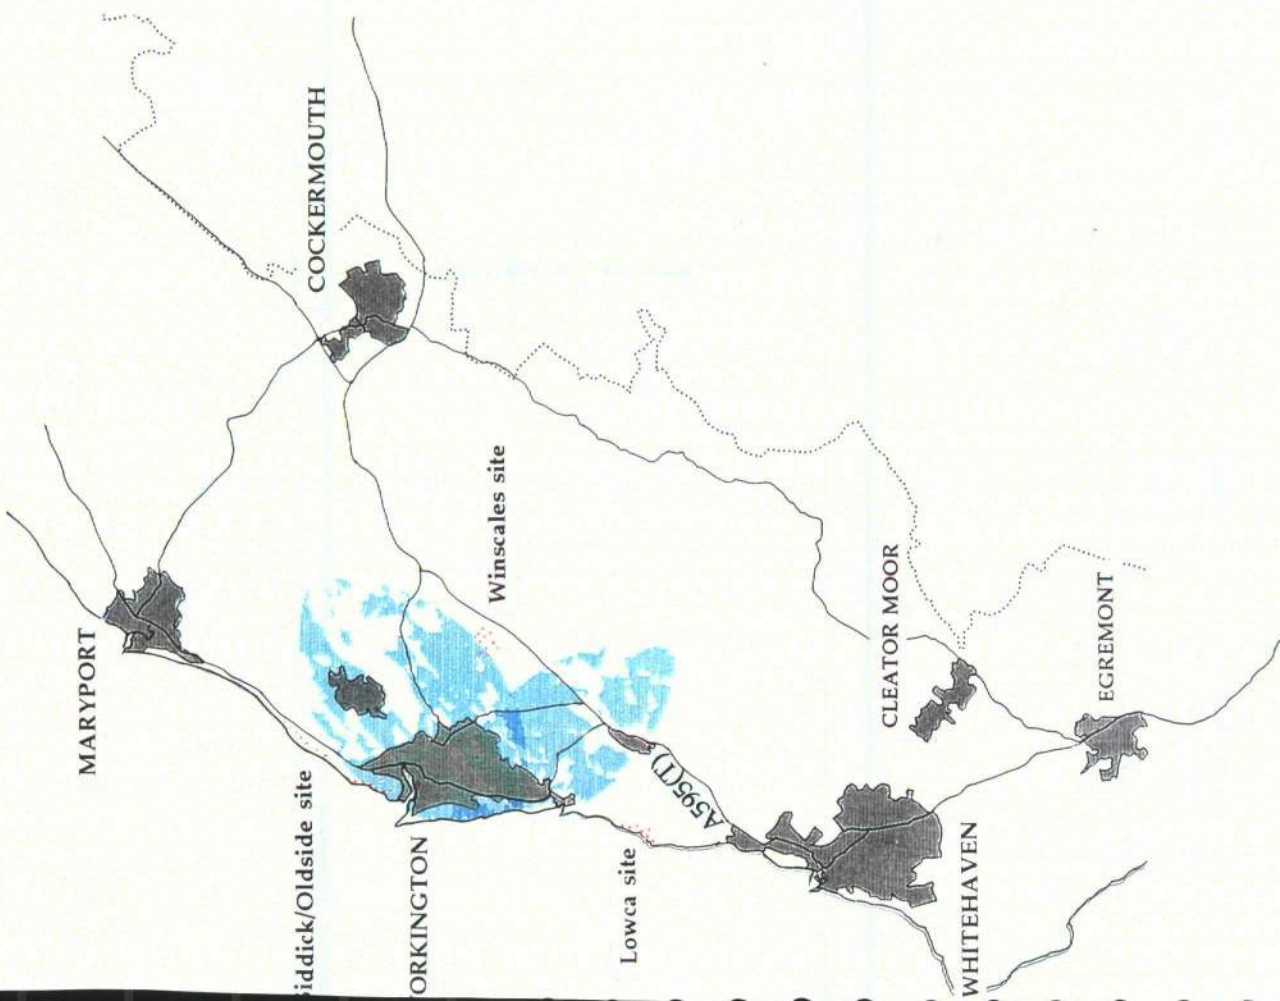 COCKERMOUTH
MARYPORT
Winscales site
iddick/Oldside site
ORKINGTON
CLEATOR MOOR
EGREMONT
A595(T)
Lowca site
WHITEHAVEN